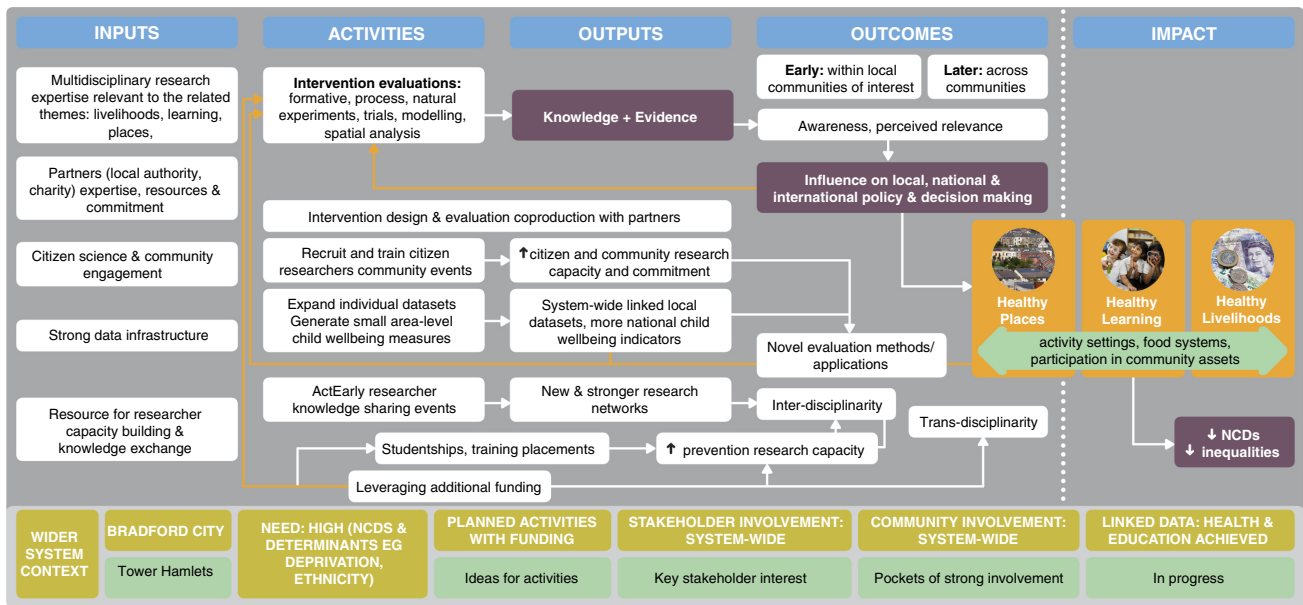 INPUTS
ACTIVITIES
OUTPUTS
OUTCOMES
IMPACT
Multidisciplinary research
expertise relevant to the related
themes: livelihoods, learning,
places,
Partners (local authority,
charity) expertise, resources &
commitment
Citizen science & community
engagement
Strong data infrastructure
Resource for researcher
capacity building &
knowledge exchange
Intervention evaluations:
formative, process, natural
experiments, trials, modelling,
spatial analysis
Knowledge + Evidence
Early: within local
communities of interest
Later: across
communities
Awareness, perceived relevance
Influence on local, national &
international policy & decision making
Intervention design & evaluation coproduction with partners
Recruit and train citizen
researchers community events
↑citizen and community research
capacity and commitment
Expand individual datasets
Generate small area-level
child wellbeing measures
System-wide linked local
datasets, more national child
wellbeing indicators
Novel evaluation methods/
applications
ActEarly researcher
knowledge sharing events
New & stronger research
networks
Inter-disciplinarity
Trans-disciplinarity
Studentships, training placements
↑ prevention research capacity
Leveraging additional funding
Healthy
Places
Healthy
Learning
Healthy
Livelihoods
activity settings, food systems,
participation in community assets
↓ NCDs
↓ inequalities
WIDER
SYSTEM
CONTEXT
BRADFORD CITY
Tower Hamlets
NEED: HIGH (NCDS &
DETERMINANTS EG
DEPRIVATION,
ETHNICITY)
PLANNED ACTIVITIES
WITH FUNDING
Ideas for activities
STAKEHOLDER INVOLVEMENT:
SYSTEM-WIDE
Key stakeholder interest
COMMUNITY INVOLVEMENT:
SYSTEM-WIDE
Pockets of strong involvement
LINKED DATA: HEALTH &
EDUCATION ACHIEVED
In progress